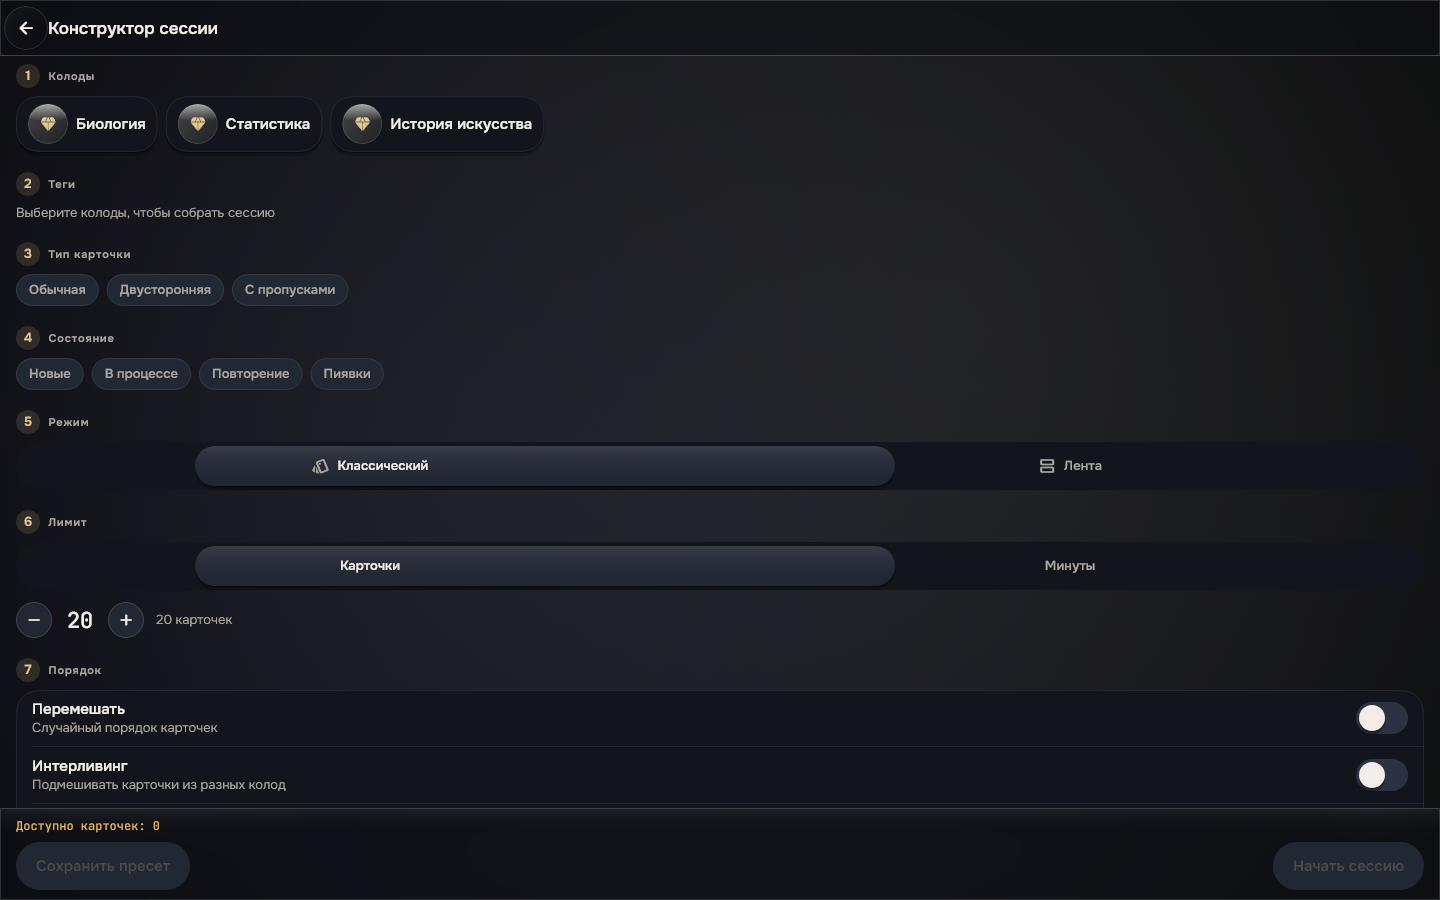 Конструктор сессии
1 Колоды
Биология Статистика История искусства
2 Теги
Выберите колоды, чтобы собрать сессию
3 Тип карточки
Обычная Двусторонняя С пропусками
4 Состояние
Новые В процессе Повторение Пиявки
5 Режим
Классический Лента
6 Лимит
Карточки Минуты
− 20 + 20 карточек
7 Порядок
Перемешать
Случайный порядок карточек
Интерливинг
Подмешивать карточки из разных колод
Доступно карточек: 0
Сохранить пресет Начать сессию